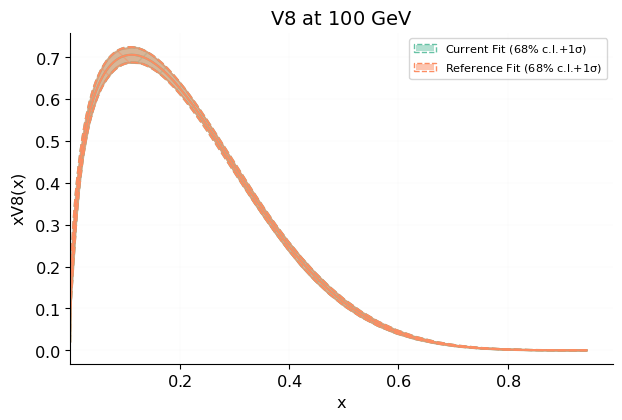 V8 at 100 GeV
Current Fit (68% c.l.+1σ)
Reference Fit (68% c.l.+1σ)
xV8(x)
0.7
0.6
0.5
0.4
0.3
0.2
0.1
0.0
0.2 0.4 0.6 0.8
x